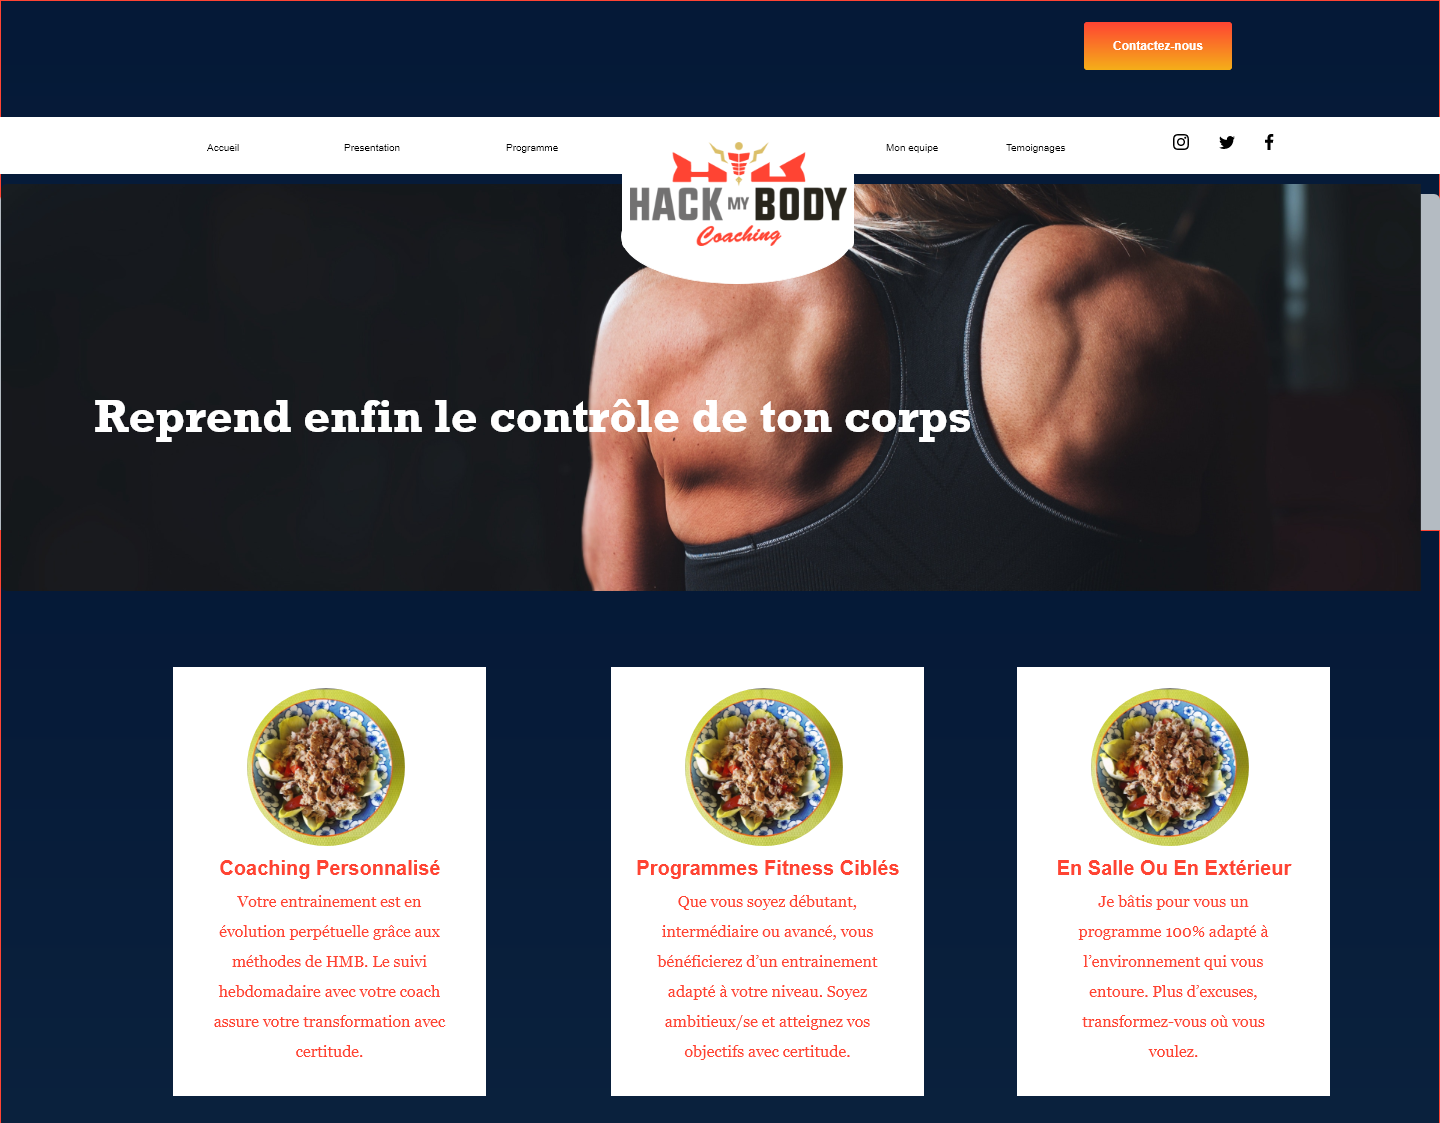 Contactez-nous
Accueil
Presentation
Programme
Mon equipe
Temoignages
HACK MY BODY
Coaching
Reprend enfin le contrôle de ton corps
Coaching Personnalisé
Votre entrainement est en
évolution perpétuelle grâce aux
méthodes de HMB. Le suivi
hebdomadaire avec votre coach
assure votre transformation avec
certitude.
Programmes Fitness Ciblés
Que vous soyez débutant,
intermédiaire ou avancé, vous
bénéficierez d’un entrainement
adapté à votre niveau. Soyez
ambitieux/se et atteignez vos
objectifs avec certitude.
En Salle Ou En Extérieur
Je bâtis pour vous un
programme 100% adapté à
l’environnement qui vous
entoure. Plus d’excuses,
transformez-vous où vous
voulez.